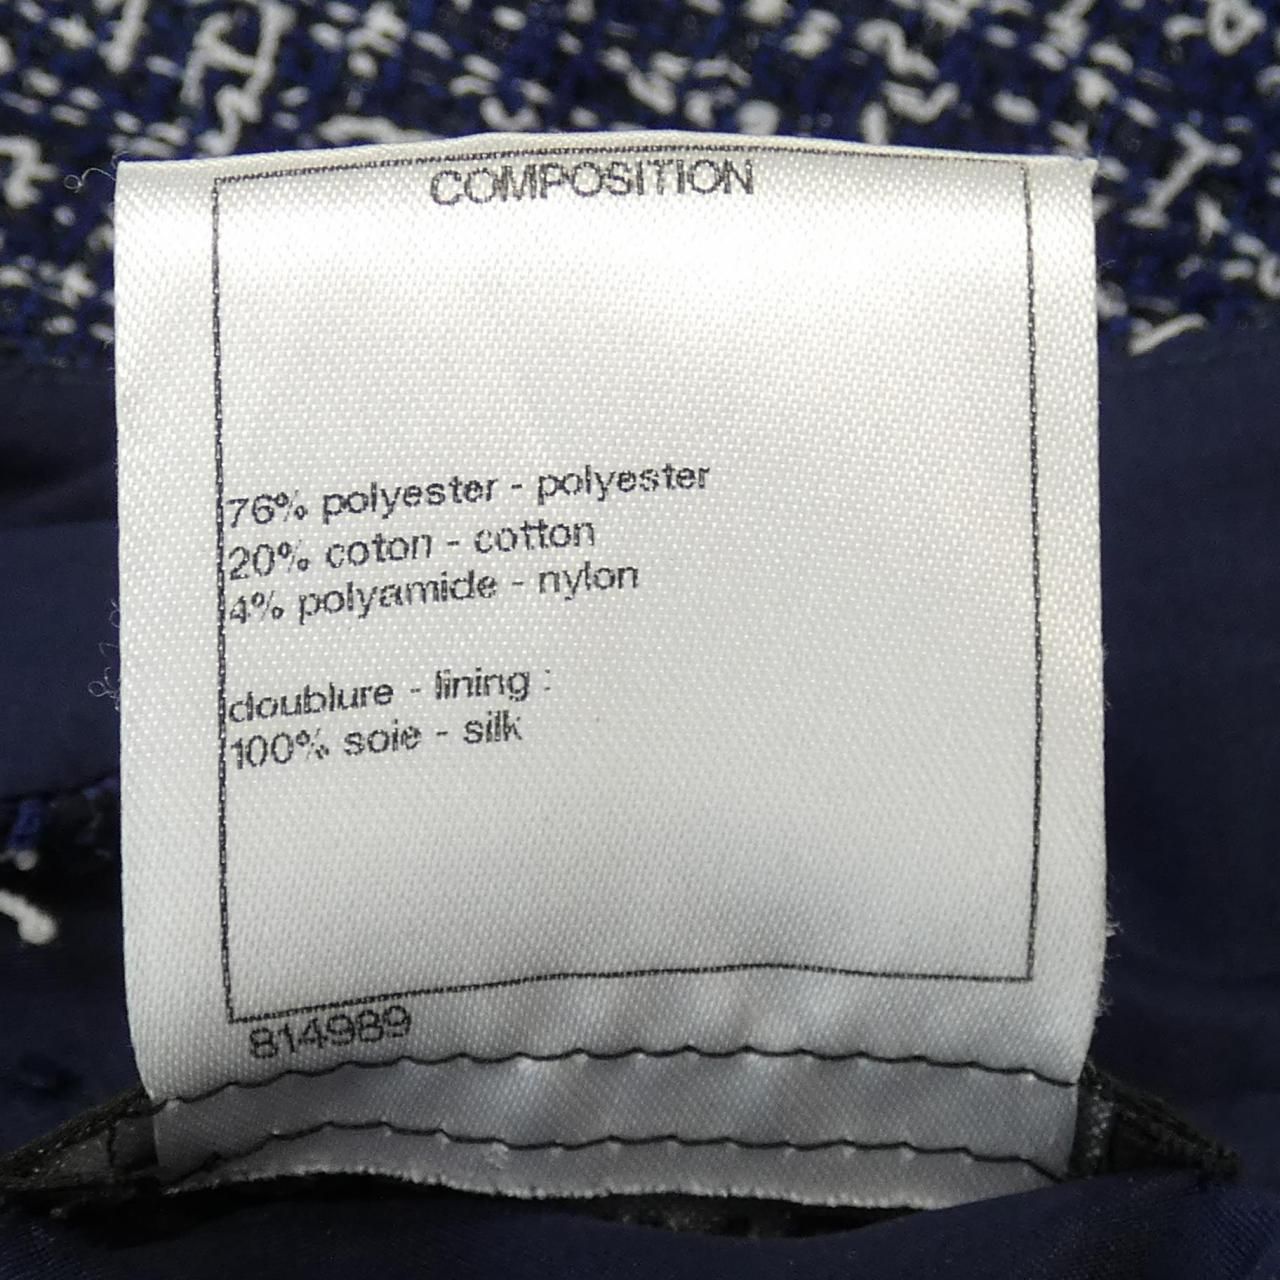 COMPOSITION
76% polyester - polyester
20% coton - cotton
4% polyamide - nylon
doublure - lining :
100% soie - silk
814989